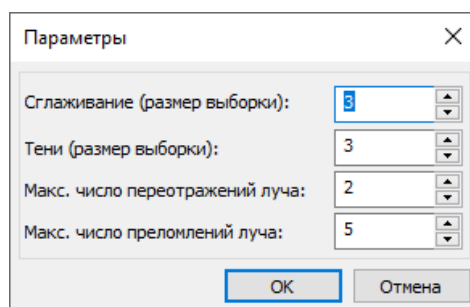 Параметры
Сглаживание (размер выборки): 3
Тени (размер выборки): 3
Макс. число переотражений луча: 2
Макс. число преломлений луча: 5
ОК Отмена